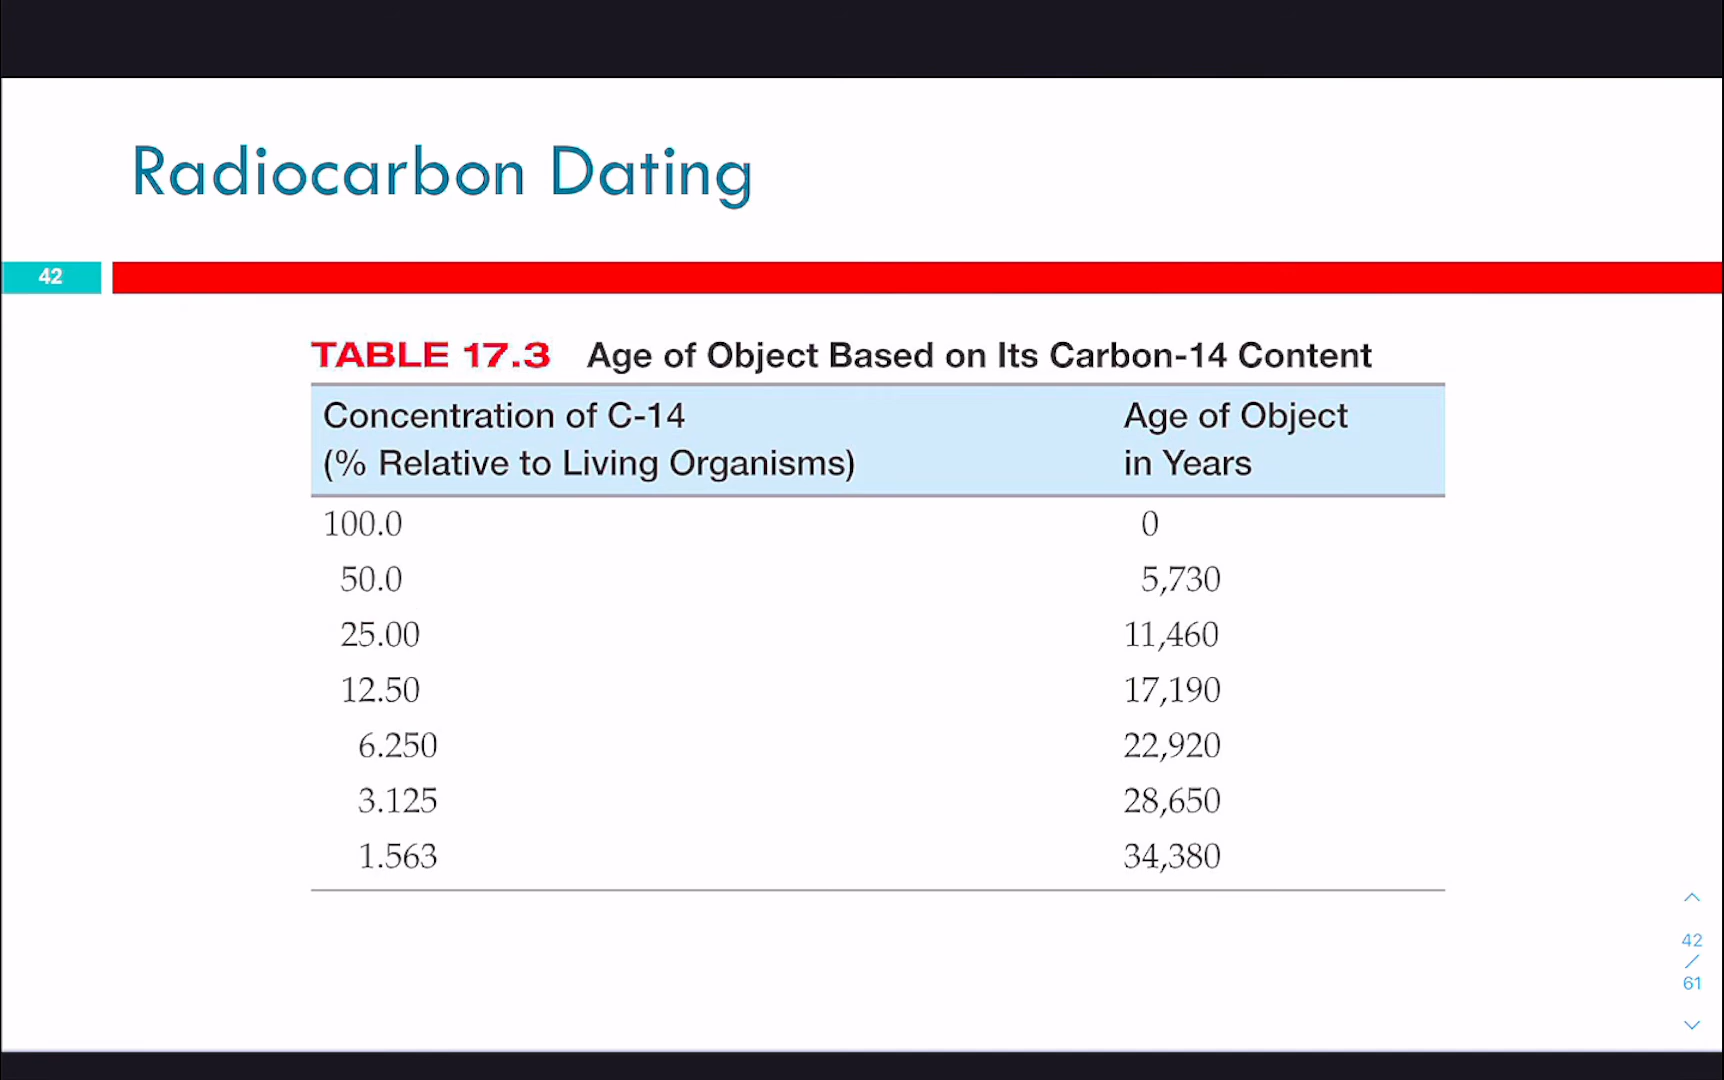 Radiocarbon Dating
42
TABLE 17.3 Age of Object Based on Its Carbon-14 Content
Concentration of C-14 Age of Object
(% Relative to Living Organisms) in Years
100.0 0
50.0 5,730
25.00 11,460
12.50 17,190
6.250 22,920
3.125 28,650
1.563 34,380
42
/
61